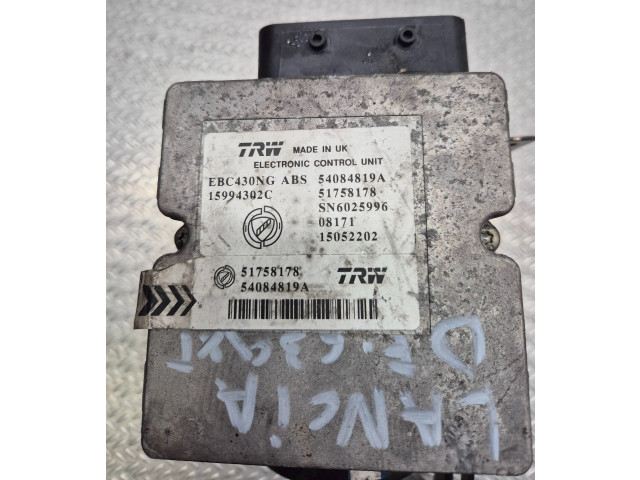 TRW MADE IN UK
ELECTRONIC CONTROL UNIT
EBC430NG ABS 54084819A
15994302C 51758178
SN6025996
08171
15052202
51758178 TRW
54084819A
LANCiA